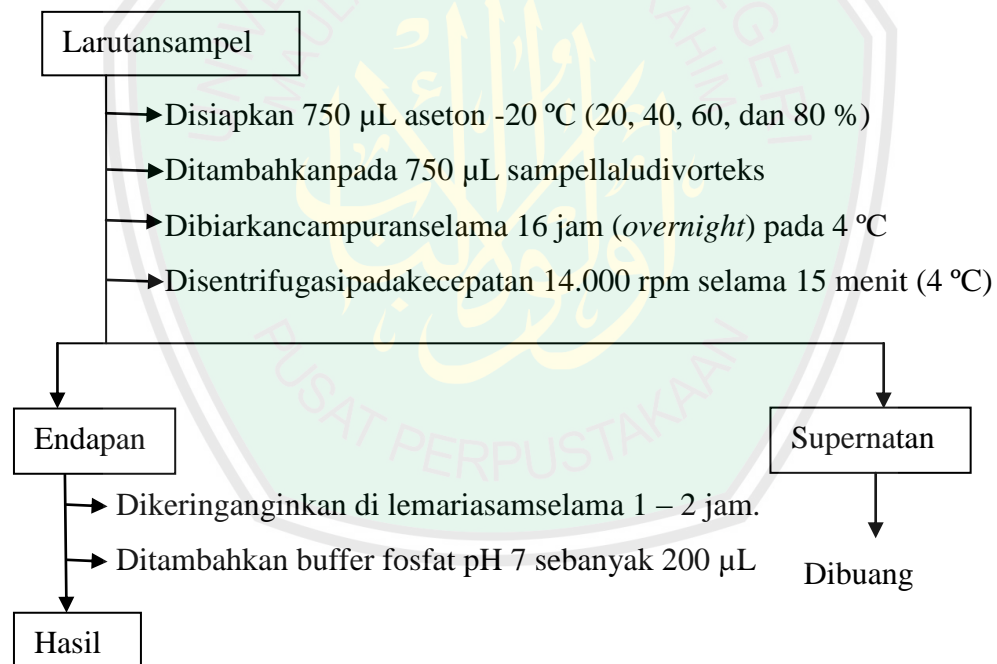 Larutansampel
Disiapkan 750 µL aseton -20 ºC (20, 40, 60, dan 80 %)
Ditambahkanpada 750 µL sampellaludivorteks
Dibiarkancampuranselama 16 jam (overnight) pada 4 ºC
Disentrifugasipadakecepatan 14.000 rpm selama 15 menit (4 ºC)
Endapan
Supernatan
Dikeringanginkan di lemariasamselama 1 – 2 jam.
Ditambahkan buffer fosfat pH 7 sebanyak 200 µL
Dibuang
Hasil
PUSAT PERPUSTAKAAN